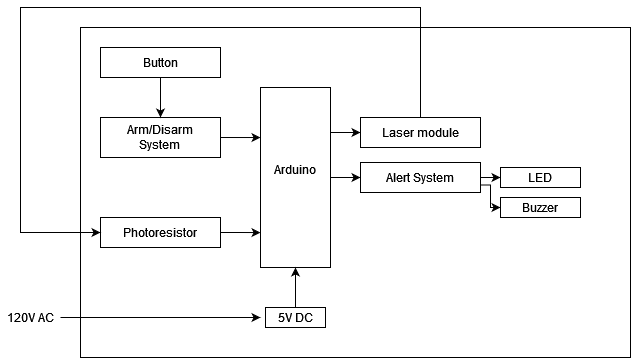 Button
Arm/Disarm
System
Arduino
Laser module
Alert System
LED
Buzzer
Photoresistor
120V AC
5V DC